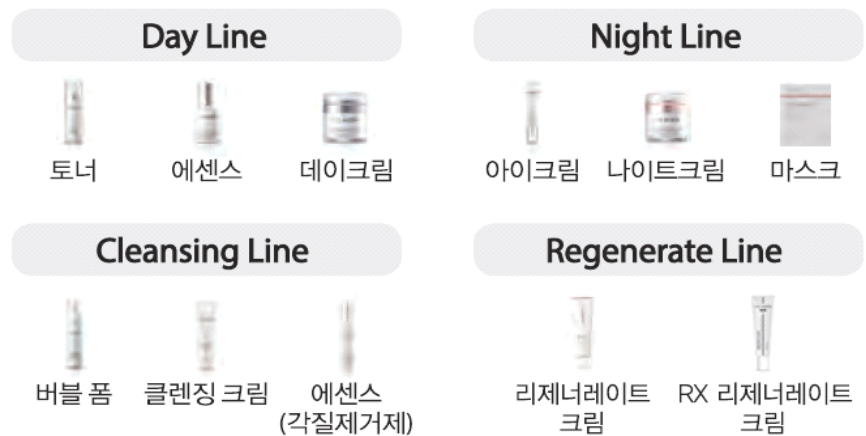 Day Line
토너
에센스
데이크림
Night Line
아이크림
나이트크림
마스크
Cleansing Line
버블 폼
클렌징 크림
에센스
(각질제거제)
Regenerate Line
리제너레이트
크림
RX 리제너레이트
크림